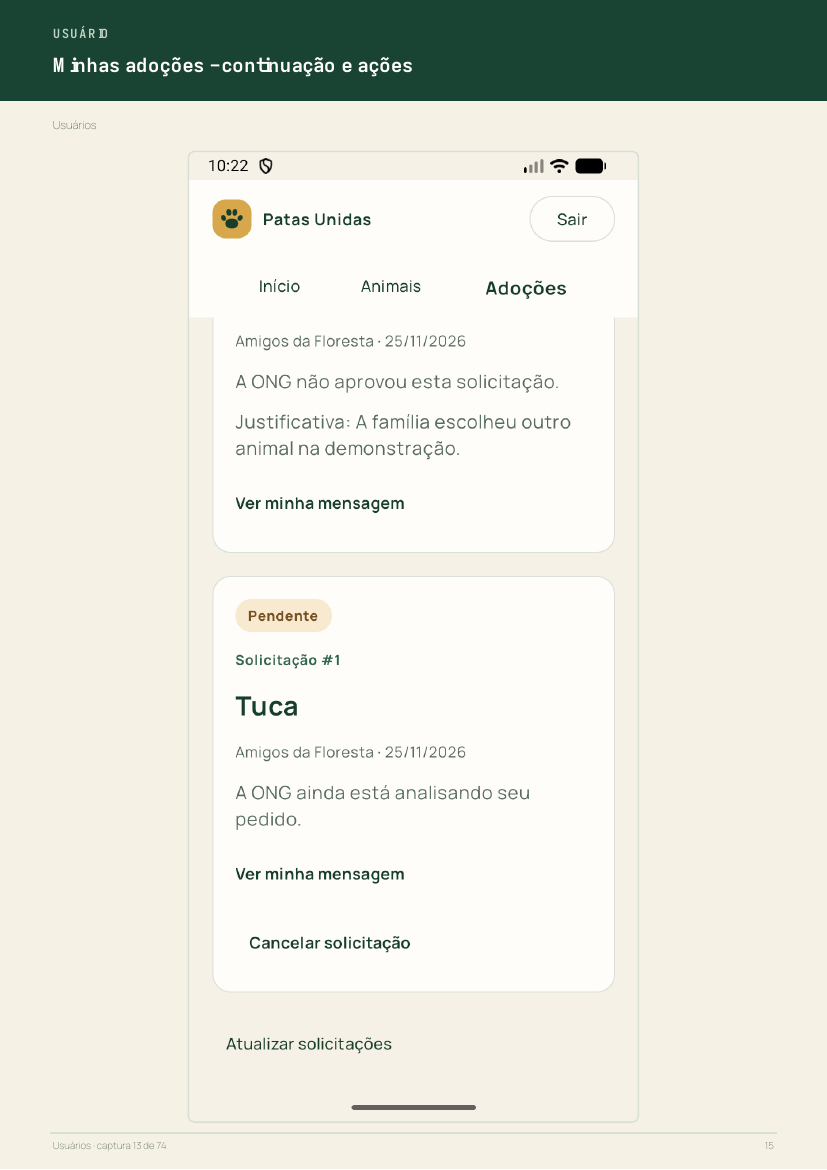 USUÁRIO
Minhas adoções – continuação e ações
Usuários
10:22
Patas Unidas
Sair
Início
Animais
Adoções
Amigos da Floresta · 25/11/2026
A ONG não aprovou esta solicitação.
Justificativa: A família escolheu outro
animal na demonstração.
Ver minha mensagem
Pendente
Solicitação #1
Tuca
Amigos da Floresta · 25/11/2026
A ONG ainda está analisando seu
pedido.
Ver minha mensagem
Cancelar solicitação
Atualizar solicitações
Usuários · captura 13 de 74
15